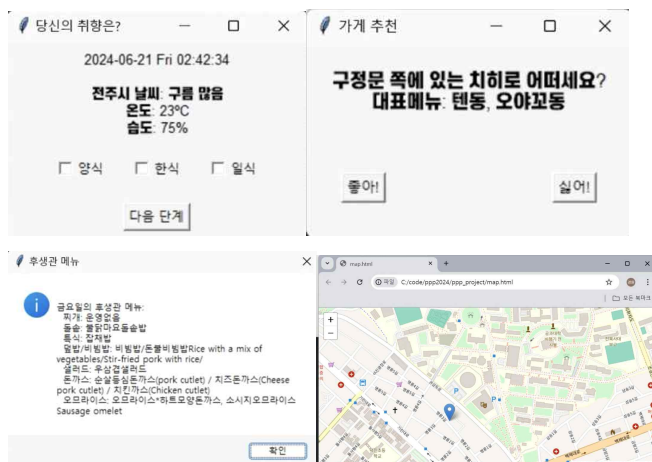 당신의 취향은?
2024-06-21 Fri 02:42:34
전주시 날씨: 구름 많음
온도: 23ºC
습도: 75%
양식 한식 일식
다음 단계
가게 추천
구정문 쪽에 있는 치히로 어떠세요?
대표메뉴: 텐동, 오야꼬동
좋아! 싫어!
후생관 메뉴
금요일의 후생관 메뉴:
찌개: 운영없음
돌솥: 불닭마요돌솥밥
특식: 잡채밥
덮밥/비빔밥: 비빔밥/돈불비빔밥Rice with a mix of
vegetables/Stir-fried pork with rice/
샐러드: 우삼겹샐러드
돈까스: 순살등심돈까스(pork cutlet) / 치즈돈까스(Cheese
pork cutlet) / 치킨까스(Chicken cutlet)
오므라이스: 오므라이스*하트모양돈까스, 소시지오므라이스
Sausage omelet
확인
map.html
파일 C:/code/ppp2024/ppp_project/map.html
모든 북마크